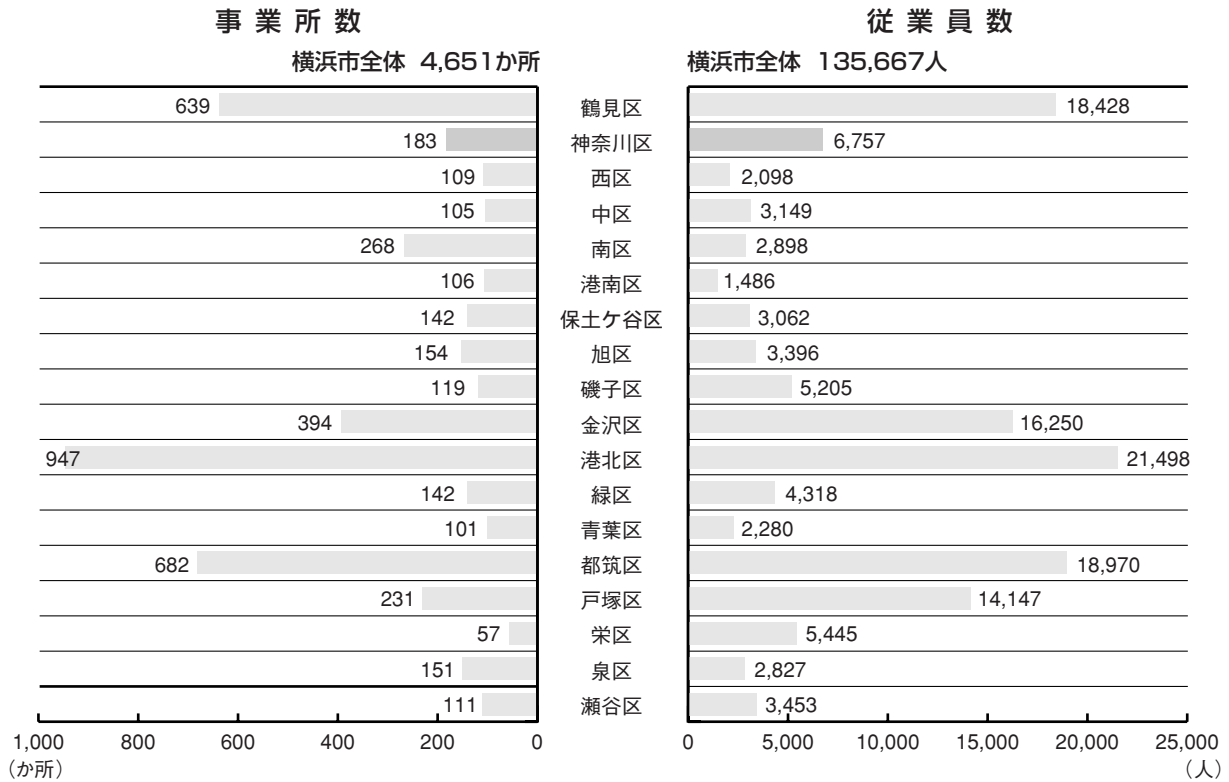 事業所数
横浜市全体 4,651か所
従業員数
横浜市全体 135,667人
639 鶴見区 18,428
183 神奈川区 6,757
109 西区 2,098
105 中区 3,149
268 南区 2,898
106 港南区 1,486
142 保土ケ谷区 3,062
154 旭区 3,396
119 磯子区 5,205
394 金沢区 16,250
947 港北区 21,498
142 緑区 4,318
101 青葉区 2,280
682 都筑区 18,970
231 戸塚区 14,147
57 栄区 5,445
151 泉区 2,827
111 瀬谷区 3,453
1,000 800 600 400 200 0
(か所)
0 5,000 10,000 15,000 20,000 25,000
(人)